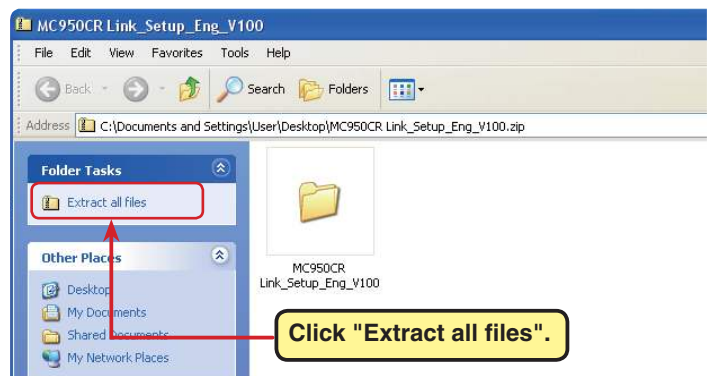 MC950CR Link_Setup_Eng_V100
File Edit View Favorites Tools Help
Back Search Folders
Address C:\Documents and Settings\User\Desktop\MC950CR Link_Setup_Eng_V100.zip
Folder Tasks
Extract all files
Other Places
Desktop
My Documents
Shared Documents
My Network Places
MC950CR
Link_Setup_Eng_V100
Click "Extract all files".